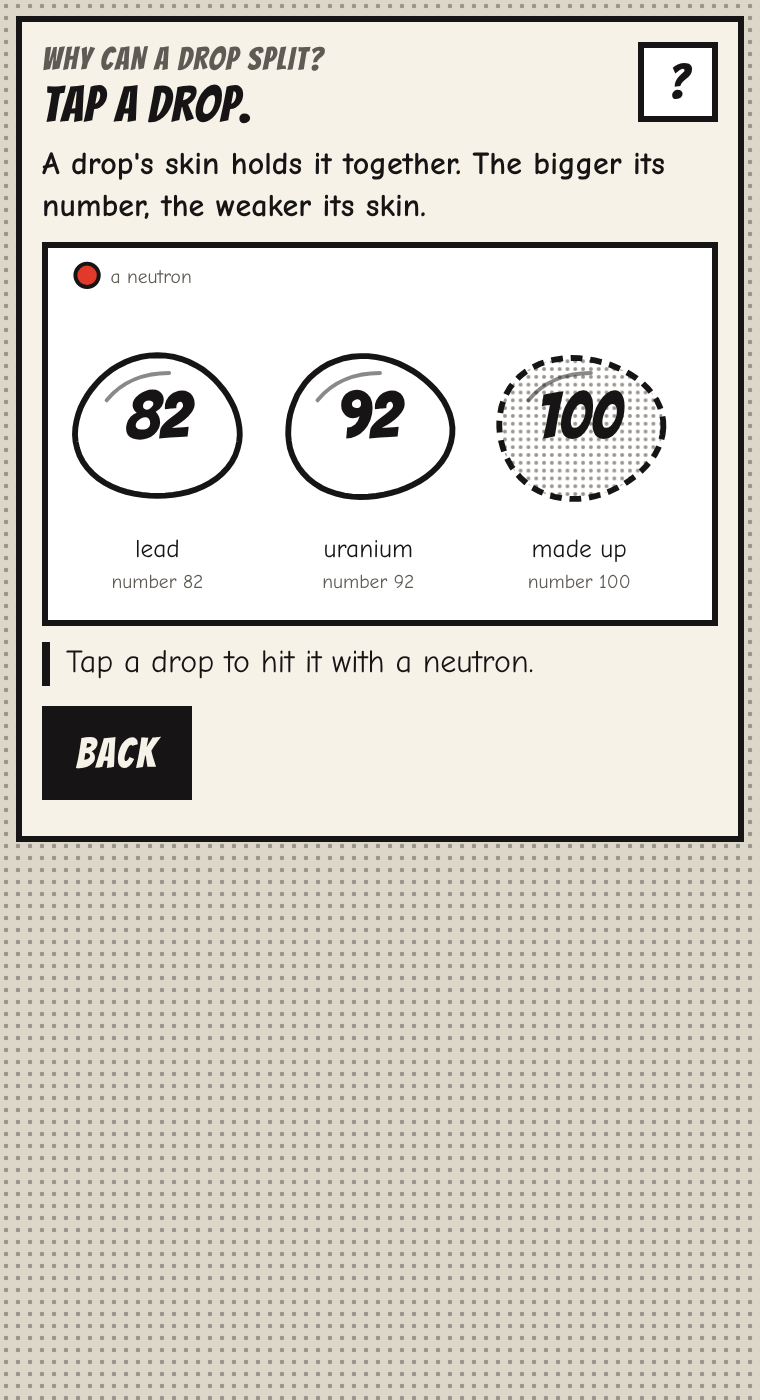 WHY CAN A DROP SPLIT?
TAP A DROP.
?
A drop's skin holds it together. The bigger its
number, the weaker its skin.
a neutron
82
92
100
lead
uranium
made up
number 82
number 92
number 100
Tap a drop to hit it with a neutron.
BACK